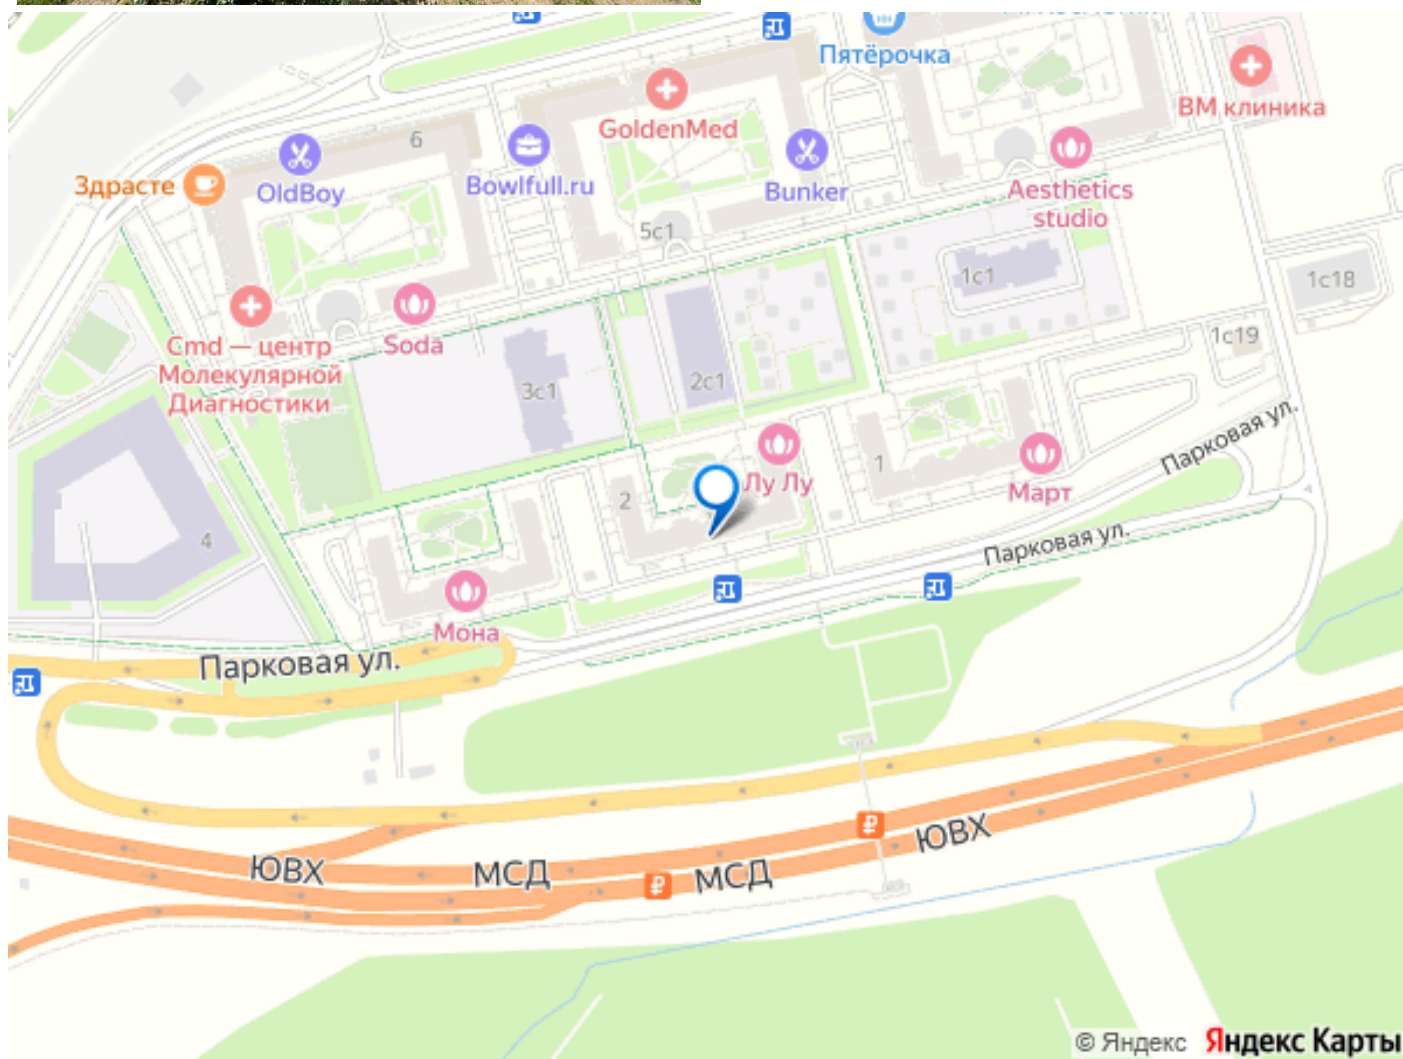 Пятёрочка
GoldenMed
ВМ клиника
6
Здрасте
OldBoy
Bowlfull.ru
Bunker
Aesthetics
studio
5с1
1с1
1с18
Soda
1с19
Cmd — центр
Молекулярной
Диагностики
3с1
2с1
Парковая ул.
Лу Лу
1
Март
2
4
Парковая ул.
Мона
Парковая ул.
ЮВХ
МСД
МСД
ЮВХ
© Яндекс Яндекс Карты